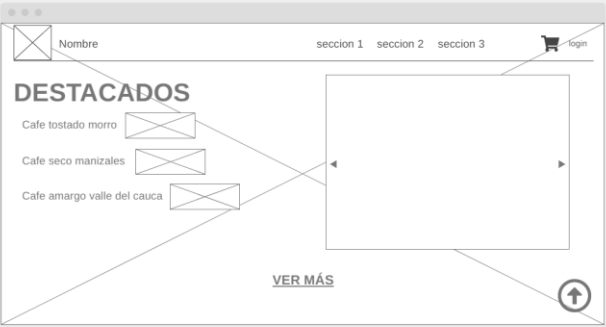 Nombre seccion 1 seccion 2 seccion 3 login
DESTACADOS
Cafe tostado morro
Cafe seco manizales
Cafe amargo valle del cauca
VER MÁS